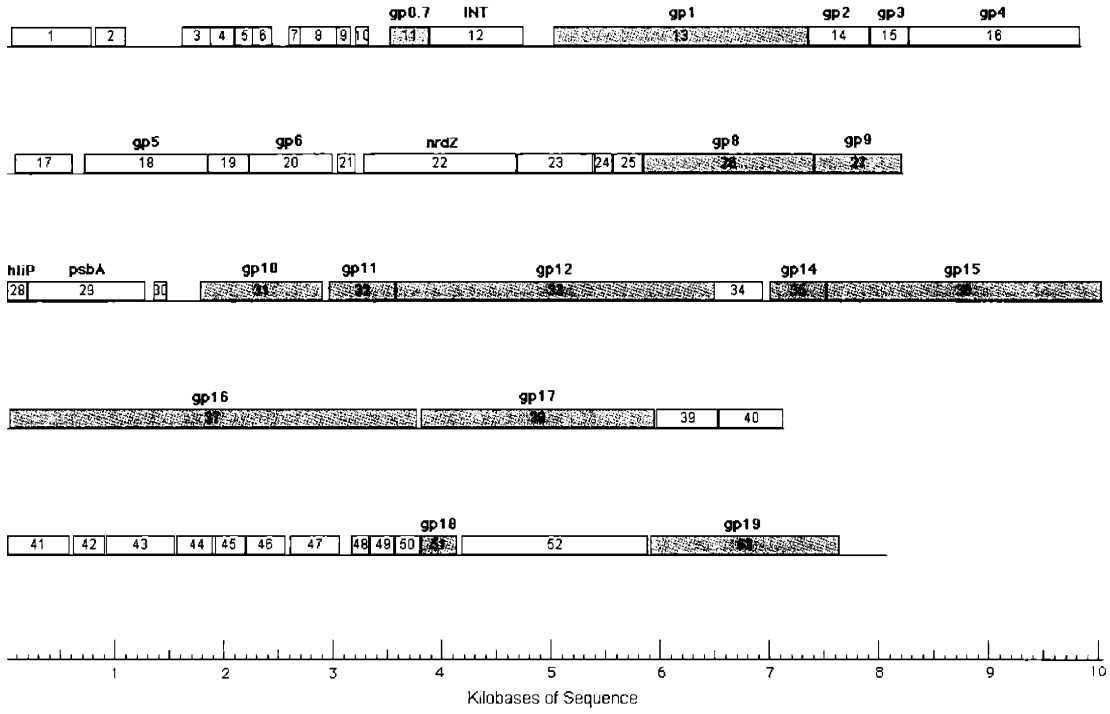 gp0.7 INT gp1 gp2 gp3 gp4
1 2 3 4 5 6 7 8 9 10 11 12 13 14 15 16
gp5 gp6 nrdZ gp8 gp9
17 18 19 20 21 22 23 24 25 26 27
hliP psbA gp10 gp11 gp12 gp14 gp15
28 29 30 31 32 33 34 35 36
gp16 gp17
37 38 39 40
gp18 gp19
41 42 43 44 45 46 47 48 49 50 51 52 53
1 2 3 4 5 6 7 8 9 10
Kilobases of Sequence